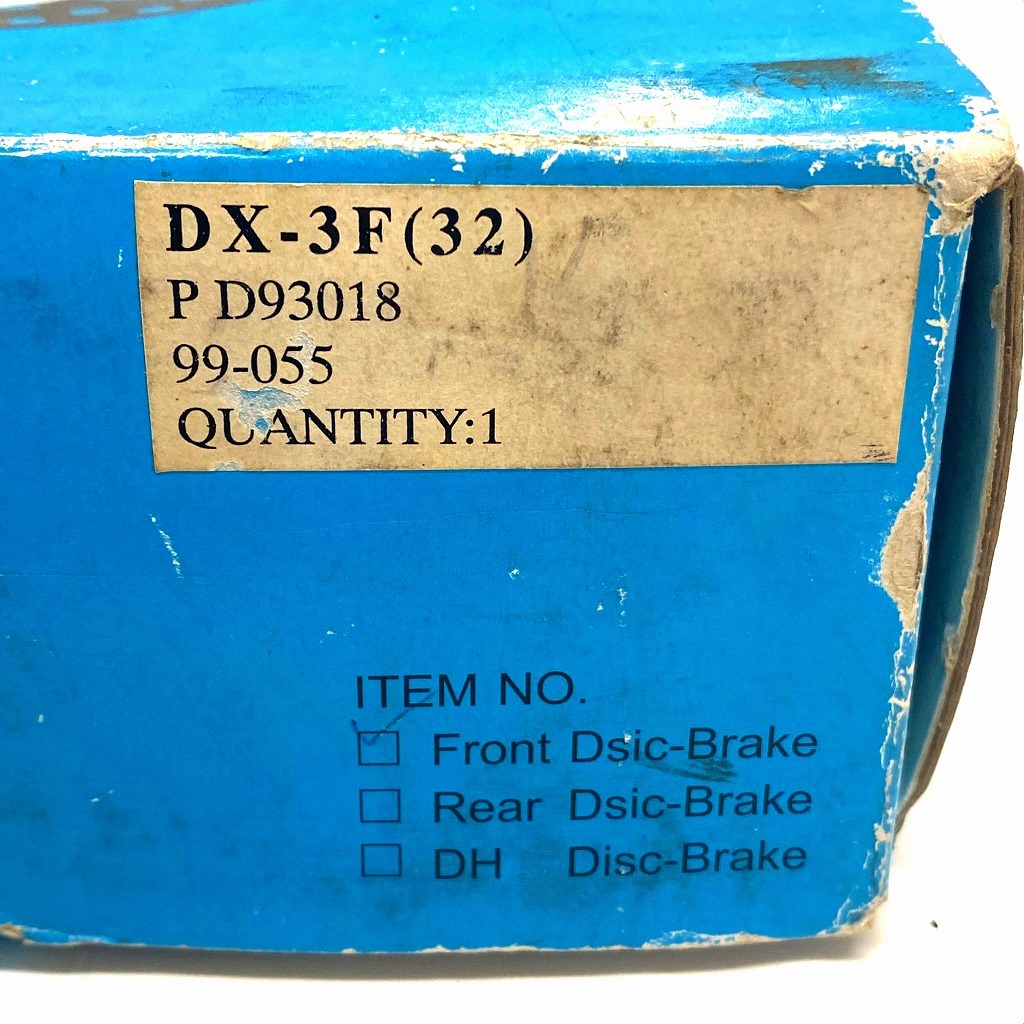 DX-3F(32)
P D93018
99-055
QUANTITY:1
ITEM NO.
Front Dsic-Brake
Rear Dsic-Brake
DH Disc-Brake